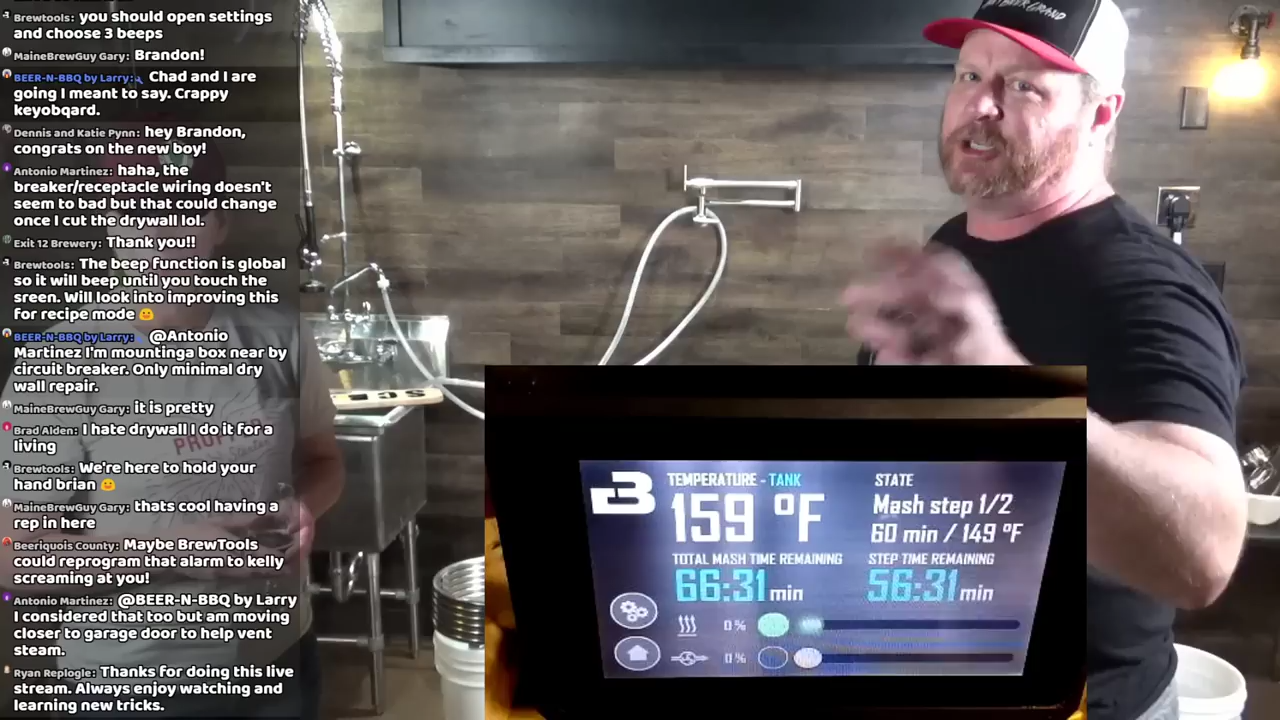 Brewtools: you should open settings
and choose 3 beeps
MaineBrewGuy Gary: Brandon!
BEER-N-BBQ by Larry: Chad and I are
going I meant to say. Crappy
keyobqard.
Dennis and Katie Pynn: hey Brandon,
congrats on the new boy!
Antonio Martinez: haha, the
breaker/receptacle wiring doesn't
seem to bad but that could change
once I cut the drywall lol.
Exit 12 Brewery: Thank you!!
Brewtools: The beep function is global
so it will beep until you touch the
sreen. Will look into improving this
for recipe mode 🙂
BEER-N-BBQ by Larry: @Antonio
Martinez I'm mountinga box near by
circuit breaker. Only minimal dry
wall repair.
MaineBrewGuy Gary: it is pretty
Brad Alden: I hate drywall I do it for a
living
Brewtools: We're here to hold your
hand brian 🙂
MaineBrewGuy Gary: thats cool having a
rep in here
Beeriquois County: Maybe BrewTools
could reprogram that alarm to kelly
screaming at you!
Antonio Martinez: @BEER-N-BBQ by Larry
I considered that too but am moving
closer to garage door to help vent
steam.
Ryan Replogle: Thanks for doing this live
stream. Always enjoy watching and
learning new tricks.
GRAND
B
TEMPERATURE - TANK
159 °F
STATE
Mash step 1/2
60 min / 149 °F
TOTAL MASH TIME REMAINING
66:31 min
STEP TIME REMAINING
56:31 min
0 %
0 %